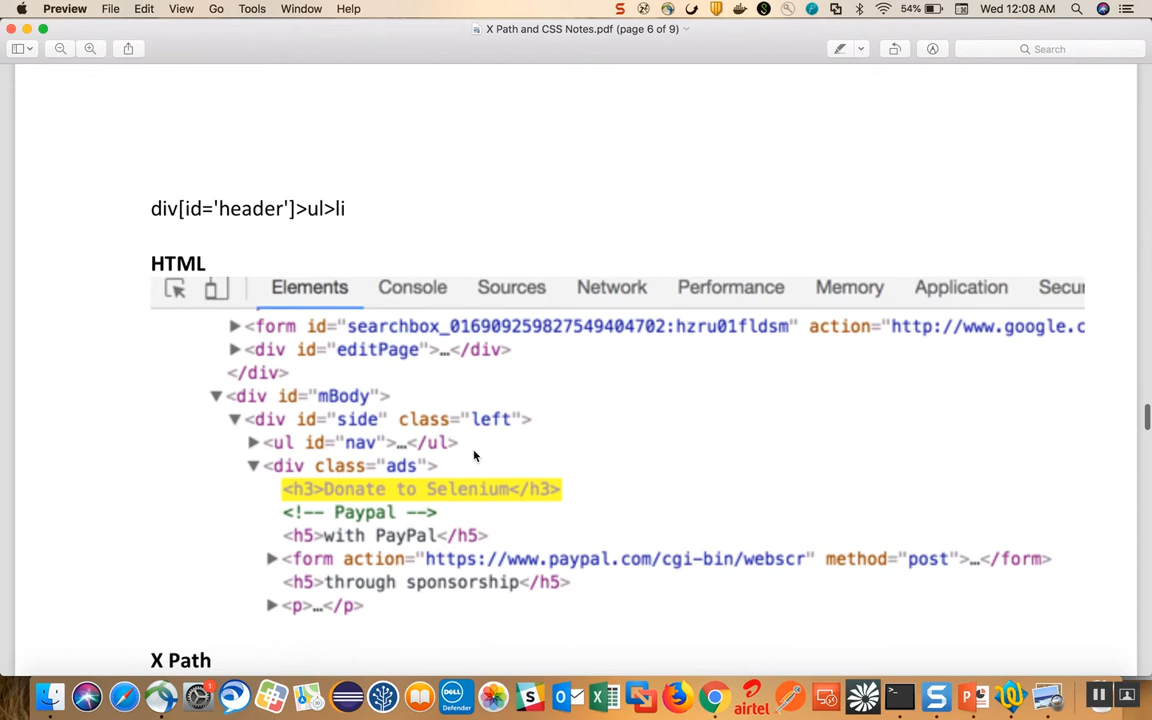 Preview File Edit View Go Tools Window Help 54% Wed 12:08 AM
X Path and CSS Notes.pdf (page 6 of 9)
Search
div[id='header']>ul>li
HTML
Elements Console Sources Network Performance Memory Application Secur
<form id="searchbox_016909259827549404702:hzru01fldsm" action="http://www.google.c
<div id="editPage">…</div>
</div>
<div id="mBody">
<div id="side" class="left">
<ul id="nav">…</ul>
<div class="ads">
<h3>Donate to Selenium</h3>
<!-- Paypal -->
<h5>with PayPal</h5>
<form action="https://www.paypal.com/cgi-bin/webscr" method="post">…</form>
<h5>through sponsorship</h5>
<p>…</p>
X Path
DELL
Defender
airtel